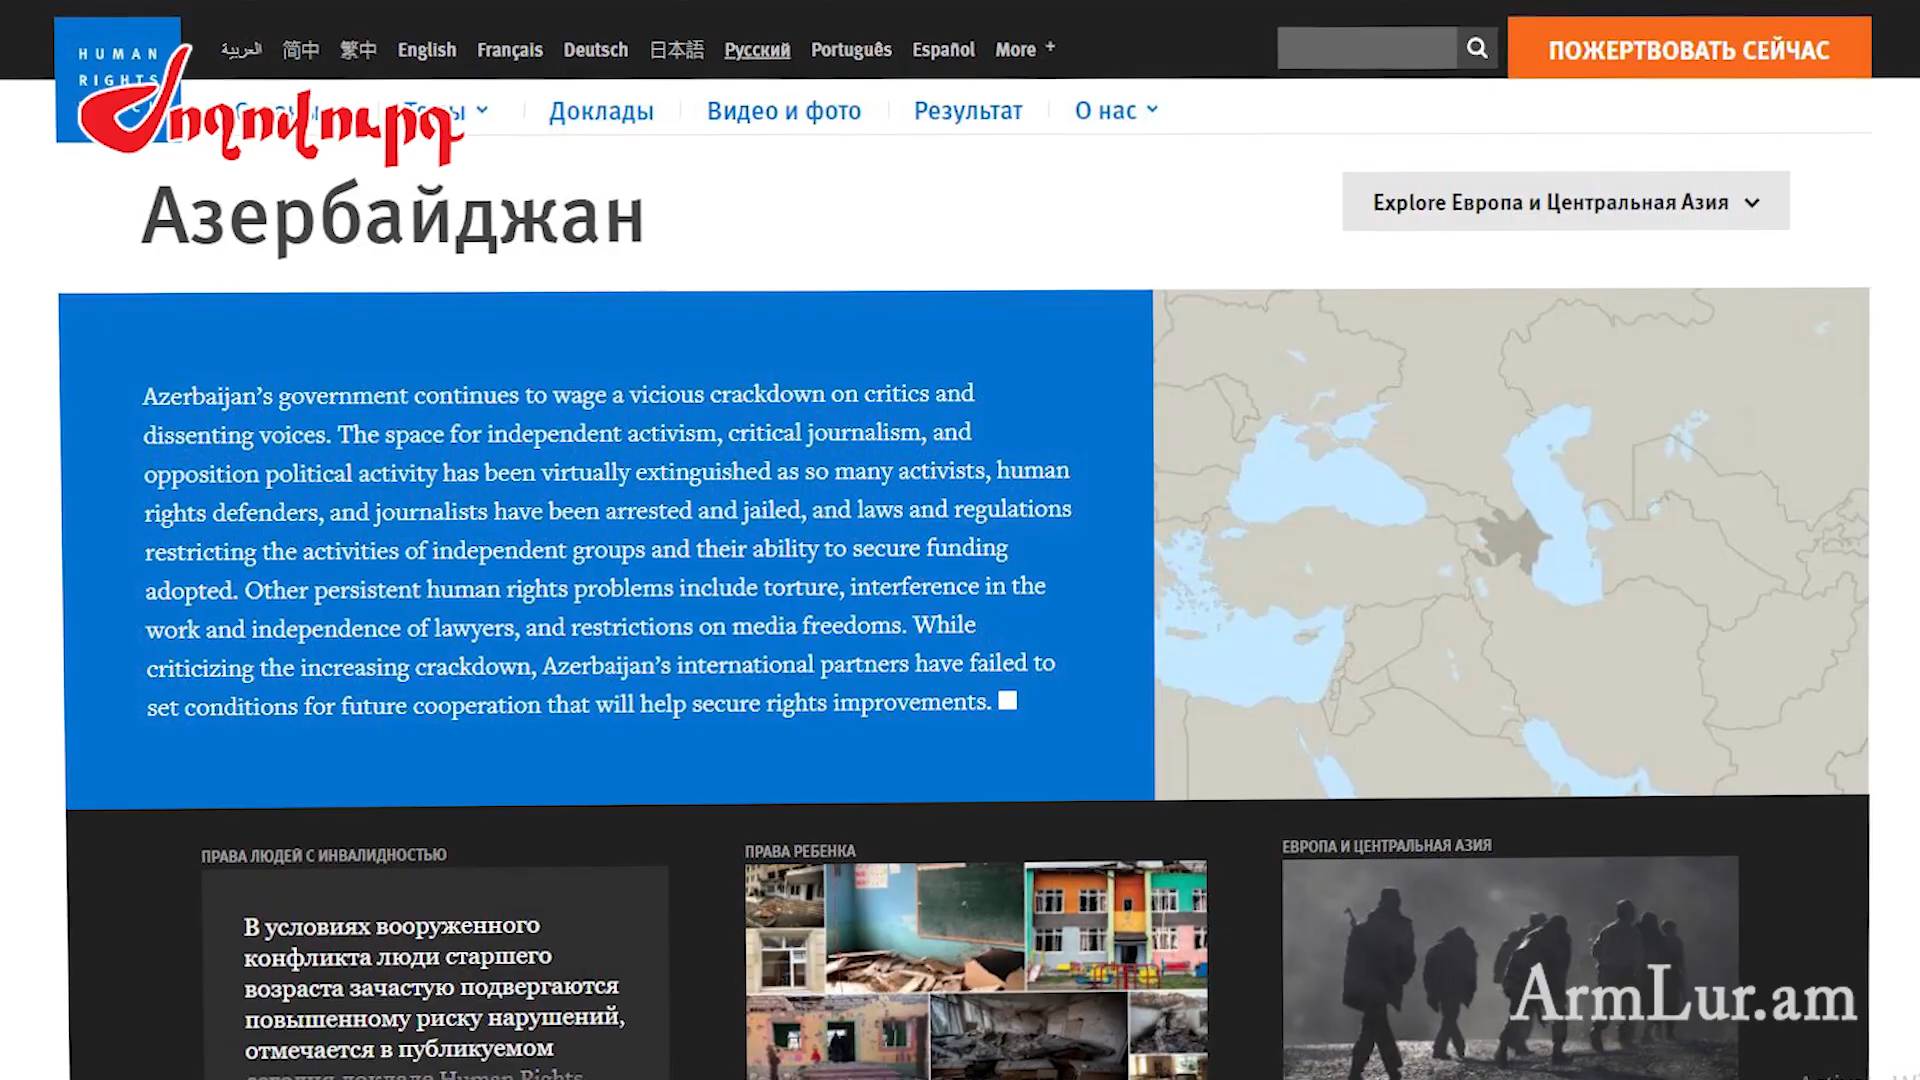 HUMAN
RIGHTS
العربية 简中 繁中 English Français Deutsch 日本語 Русский Português Español More +
ПОЖЕРТВОВАТЬ СЕЙЧАС
Ժողովուրդ
Доклады Видео и фото Результат О нас
Азербайджан
Explore Европа и Центральная Азия
Azerbaijan’s government continues to wage a vicious crackdown on critics and
dissenting voices. The space for independent activism, critical journalism, and
opposition political activity has been virtually extinguished as so many activists, human
rights defenders, and journalists have been arrested and jailed, and laws and regulations
restricting the activities of independent groups and their ability to secure funding
adopted. Other persistent human rights problems include torture, interference in the
work and independence of lawyers, and restrictions on media freedoms. While
criticizing the increasing crackdown, Azerbaijan’s international partners have failed to
set conditions for future cooperation that will help secure rights improvements.
ПРАВА ЛЮДЕЙ С ИНВАЛИДНОСТЬЮ
В условиях вооруженного
конфликта люди старшего
возраста зачастую подвергаются
повышенному риску нарушений,
отмечается в публикуемом
сегодня докладе Human Rights
ПРАВА РЕБЕНКА
ЕВРОПА И ЦЕНТРАЛЬНАЯ АЗИЯ
ArmLur.am